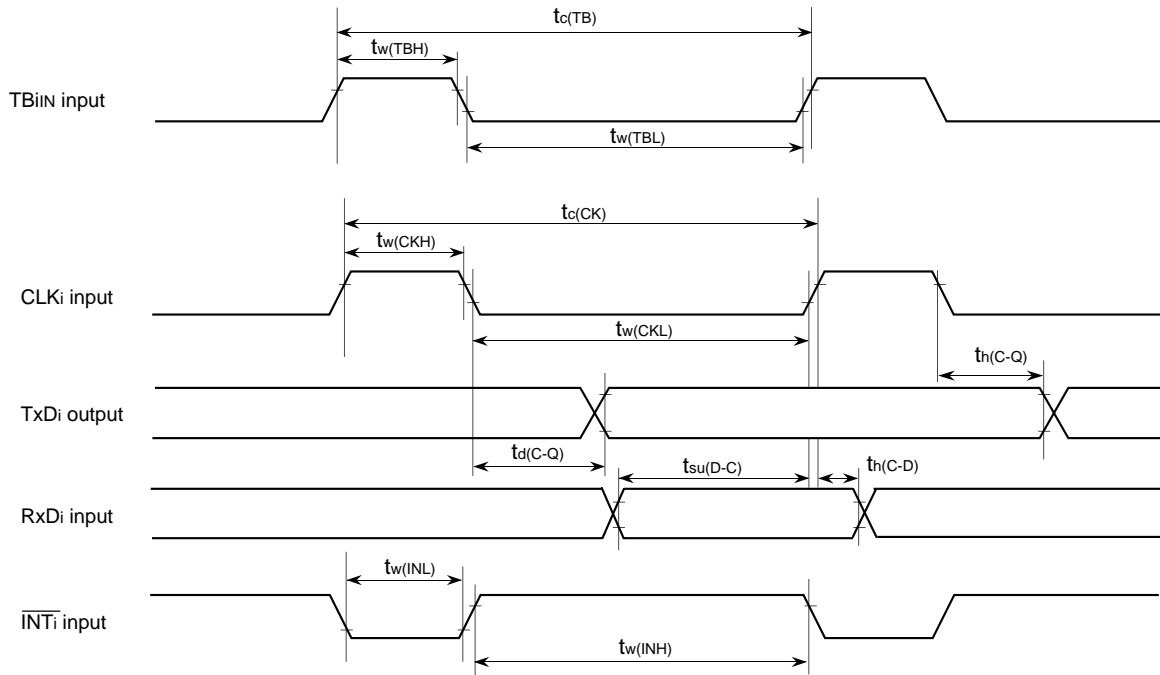 tc(TB)
tw(TBH)
TBiIN input
tw(TBL)
tc(CK)
tw(CKH)
CLKi input
tw(CKL)
th(C-Q)
TxDi output
td(C-Q)
tsu(D-C)
th(C-D)
RxDi input
tw(INL)
INTi input
tw(INH)